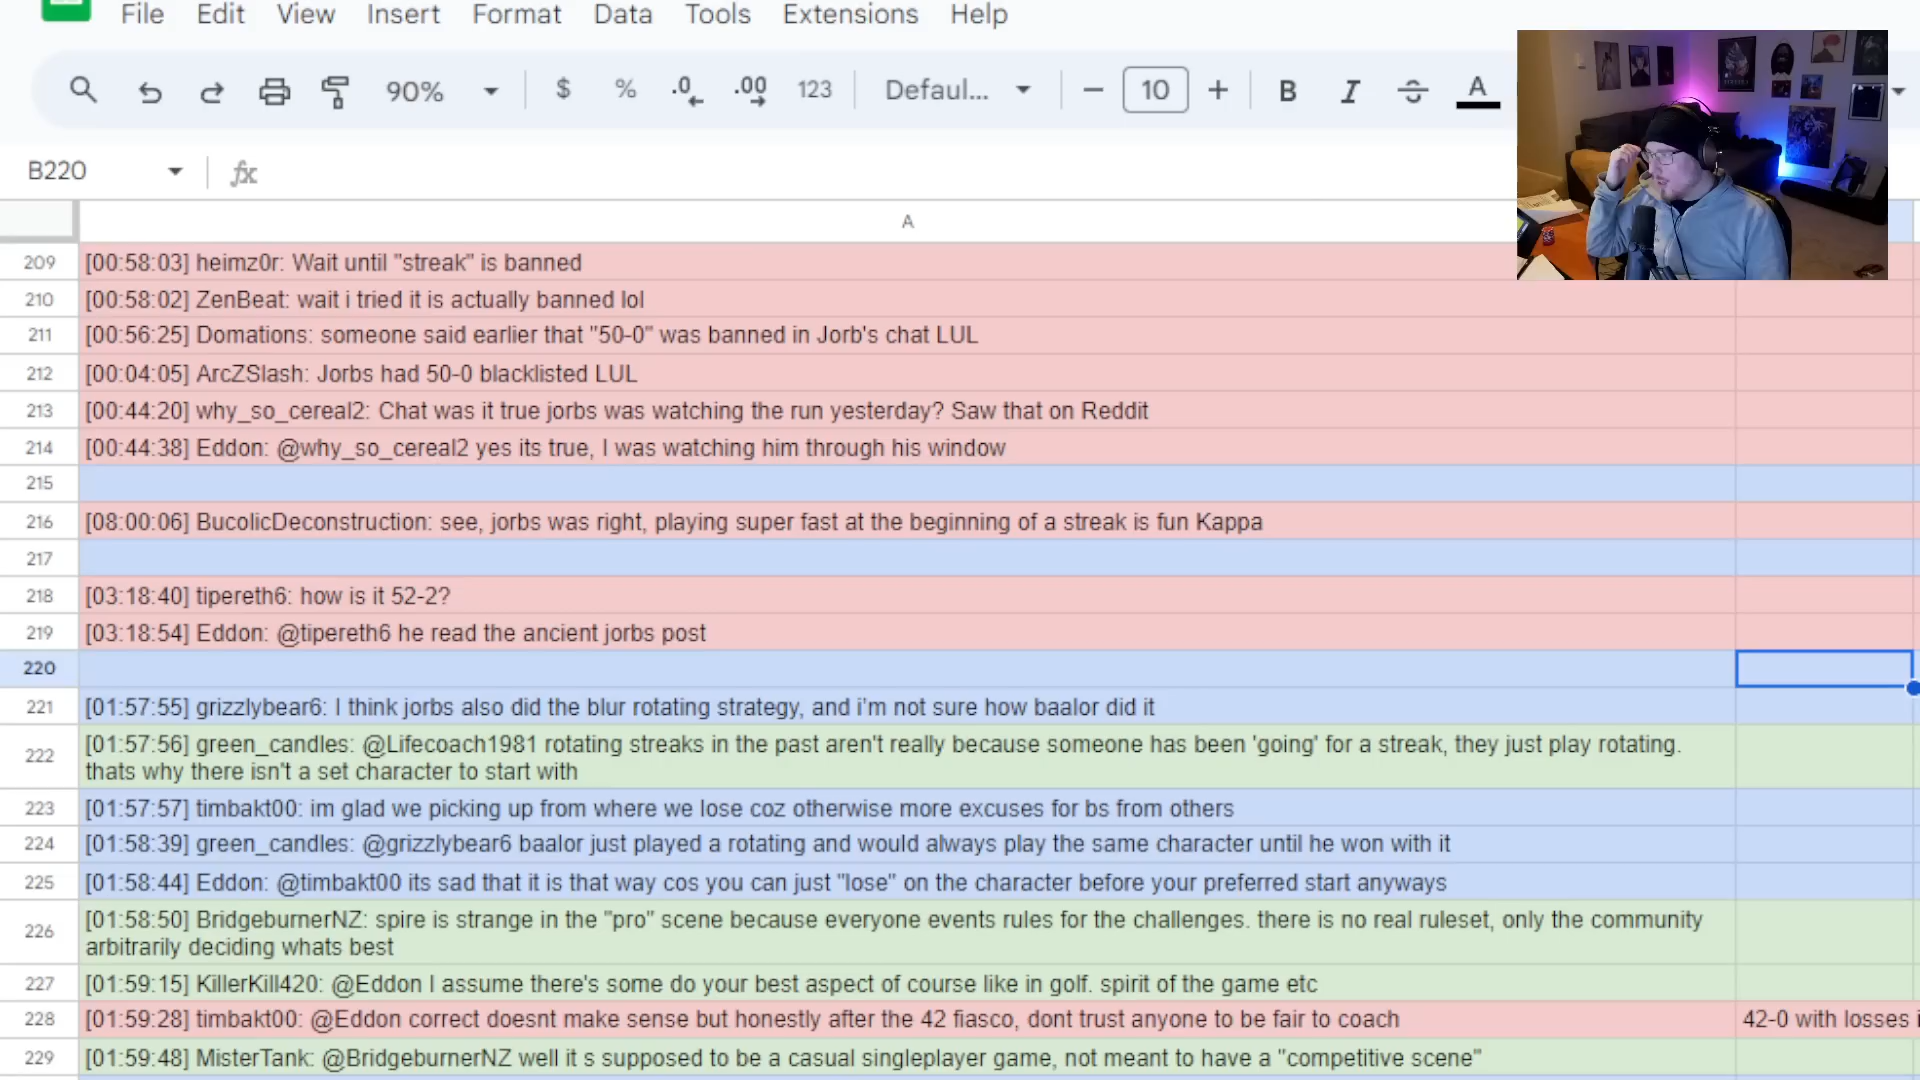 File Edit View Insert Format Data Tools Extensions Help
90% $ % .0 .00 123 Defaul... − 10 + B I A
B220 fx
A
209 [00:58:03] heimz0r: Wait until "streak" is banned
210 [00:58:02] ZenBeat: wait i tried it is actually banned lol
211 [00:56:25] Domations: someone said earlier that "50-0" was banned in Jorb's chat LUL
212 [00:04:05] ArcZSlash: Jorbs had 50-0 blacklisted LUL
213 [00:44:20] why_so_cereal2: Chat was it true jorbs was watching the run yesterday? Saw that on Reddit
214 [00:44:38] Eddon: @why_so_cereal2 yes its true, I was watching him through his window
215
216 [08:00:06] BucolicDeconstruction: see, jorbs was right, playing super fast at the beginning of a streak is fun Kappa
217
218 [03:18:40] tipereth6: how is it 52-2?
219 [03:18:54] Eddon: @tipereth6 he read the ancient jorbs post
220
221 [01:57:55] grizzlybear6: I think jorbs also did the blur rotating strategy, and i'm not sure how baalor did it
222 [01:57:56] green_candles: @Lifecoach1981 rotating streaks in the past aren't really because someone has been 'going' for a streak, they just play rotating.
thats why there isn't a set character to start with
223 [01:57:57] timbakt00: im glad we picking up from where we lose coz otherwise more excuses for bs from others
224 [01:58:39] green_candles: @grizzlybear6 baalor just played a rotating and would always play the same character until he won with it
225 [01:58:44] Eddon: @timbakt00 its sad that it is that way cos you can just "lose" on the character before your preferred start anyways
226 [01:58:50] BridgeburnerNZ: spire is strange in the "pro" scene because everyone events rules for the challenges. there is no real ruleset, only the community
arbitrarily deciding whats best
227 [01:59:15] KillerKill420: @Eddon I assume there's some do your best aspect of course like in golf. spirit of the game etc
228 [01:59:28] timbakt00: @Eddon correct doesnt make sense but honestly after the 42 fiasco, dont trust anyone to be fair to coach 42-0 with losses i
229 [01:59:48] MisterTank: @BridgeburnerNZ well it s supposed to be a casual singleplayer game, not meant to have a "competitive scene"